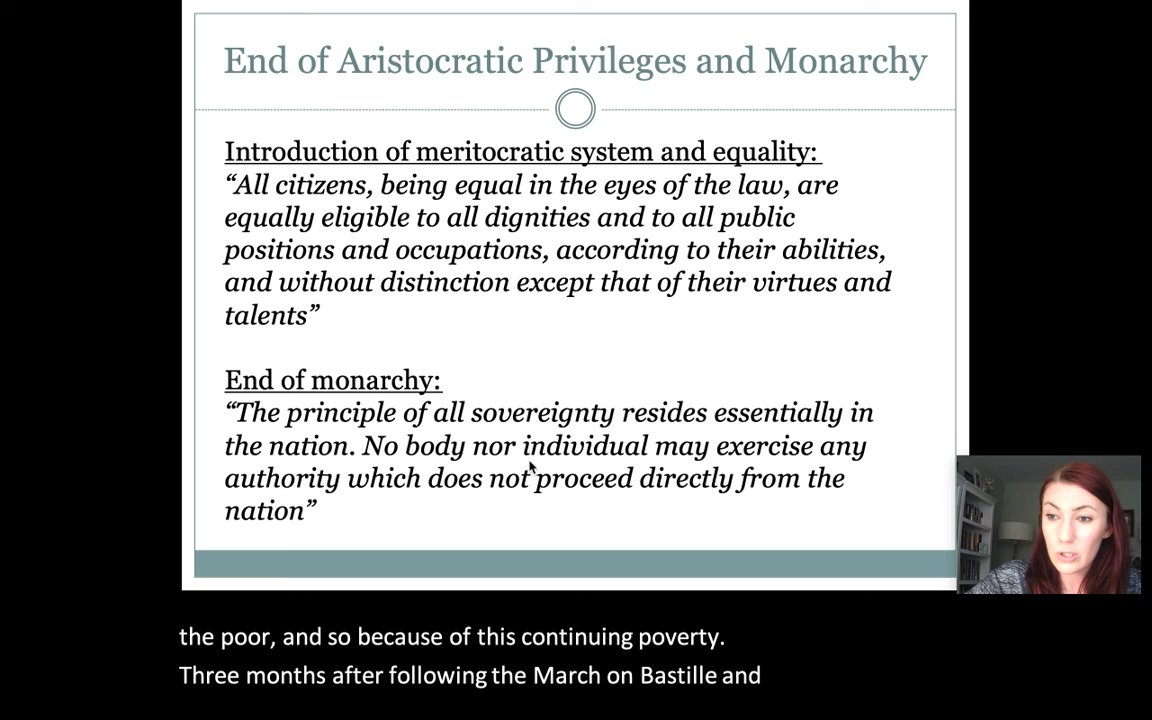 End of Aristocratic Privileges and Monarchy
Introduction of meritocratic system and equality:
“All citizens, being equal in the eyes of the law, are
equally eligible to all dignities and to all public
positions and occupations, according to their abilities,
and without distinction except that of their virtues and
talents”
End of monarchy:
“The principle of all sovereignty resides essentially in
the nation. No body nor individual may exercise any
authority which does not proceed directly from the
nation”
the poor, and so because of this continuing poverty.
Three months after following the March on Bastille and